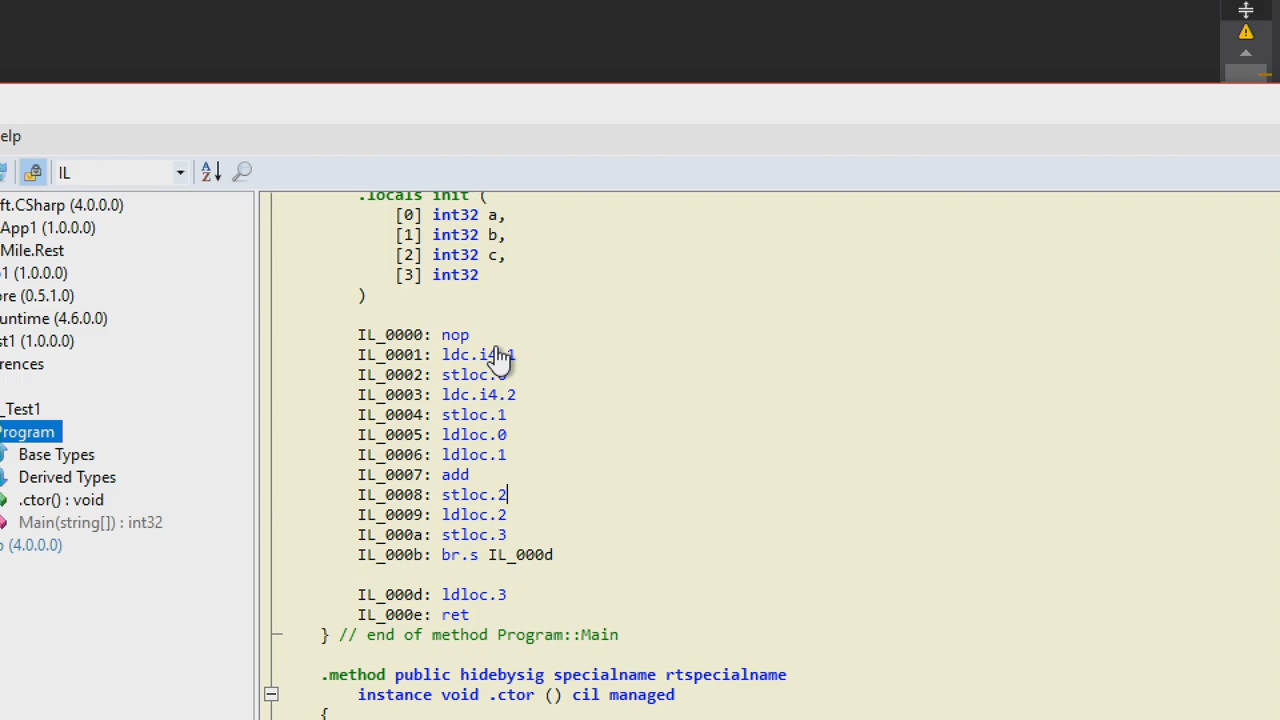 elp
IL
ft.CSharp (4.0.0.0)
App1 (1.0.0.0)
Mile.Rest
1 (1.0.0.0)
ore (0.5.1.0)
untime (4.6.0.0)
st1 (1.0.0.0)
rences
_Test1
Program
Base Types
Derived Types
.ctor() : void
Main(string[]) : int32
(4.0.0.0)
.locals init (
[0] int32 a,
[1] int32 b,
[2] int32 c,
[3] int32
)
IL_0000: nop
IL_0001: ldc.i4.1
IL_0002: stloc.0
IL_0003: ldc.i4.2
IL_0004: stloc.1
IL_0005: ldloc.0
IL_0006: ldloc.1
IL_0007: add
IL_0008: stloc.2
IL_0009: ldloc.2
IL_000a: stloc.3
IL_000b: br.s IL_000d
IL_000d: ldloc.3
IL_000e: ret
} // end of method Program::Main
.method public hidebysig specialname rtspecialname
instance void .ctor () cil managed
{